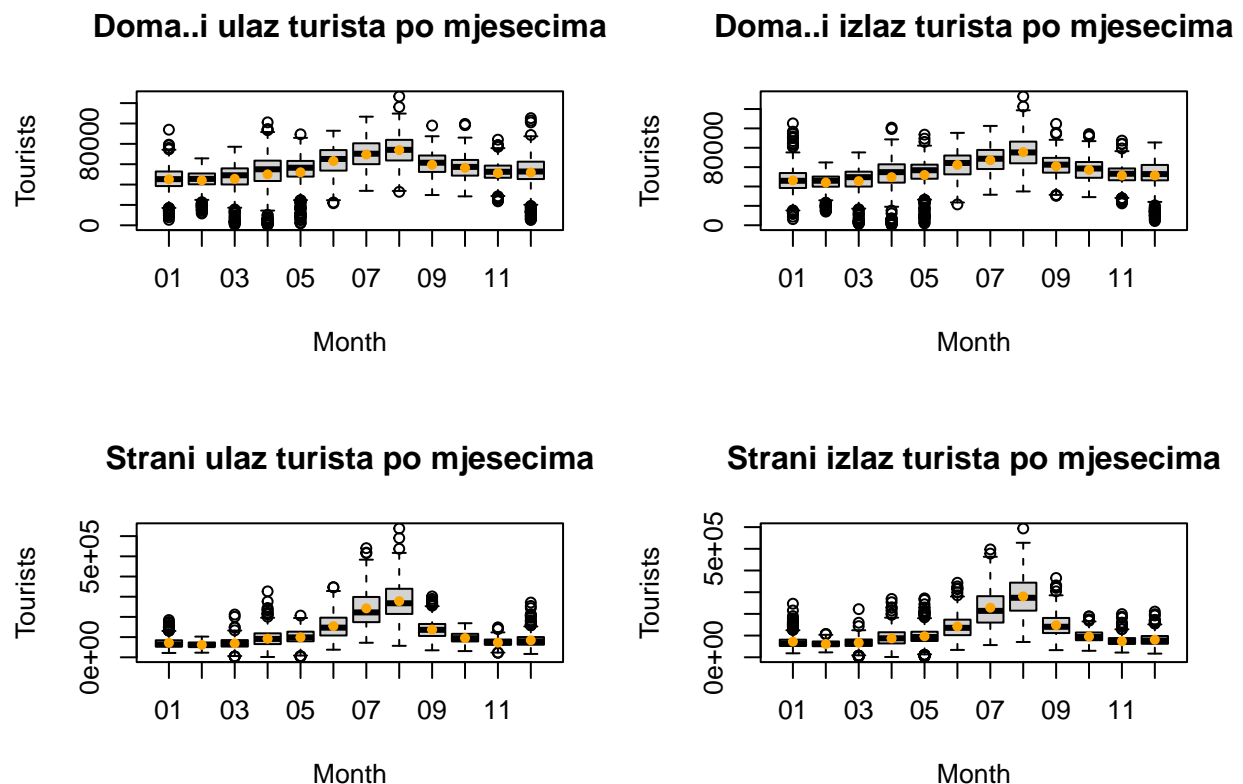 Doma..i ulaz turista po mjesecima
Tourists
80000
0
01 03 05 07 09 11
Month
Doma..i izlaz turista po mjesecima
Tourists
80000
0
01 03 05 07 09 11
Month
Strani ulaz turista po mjesecima
Tourists
5e+05
0e+00
01 03 05 07 09 11
Month
Strani izlaz turista po mjesecima
Tourists
5e+05
0e+00
01 03 05 07 09 11
Month